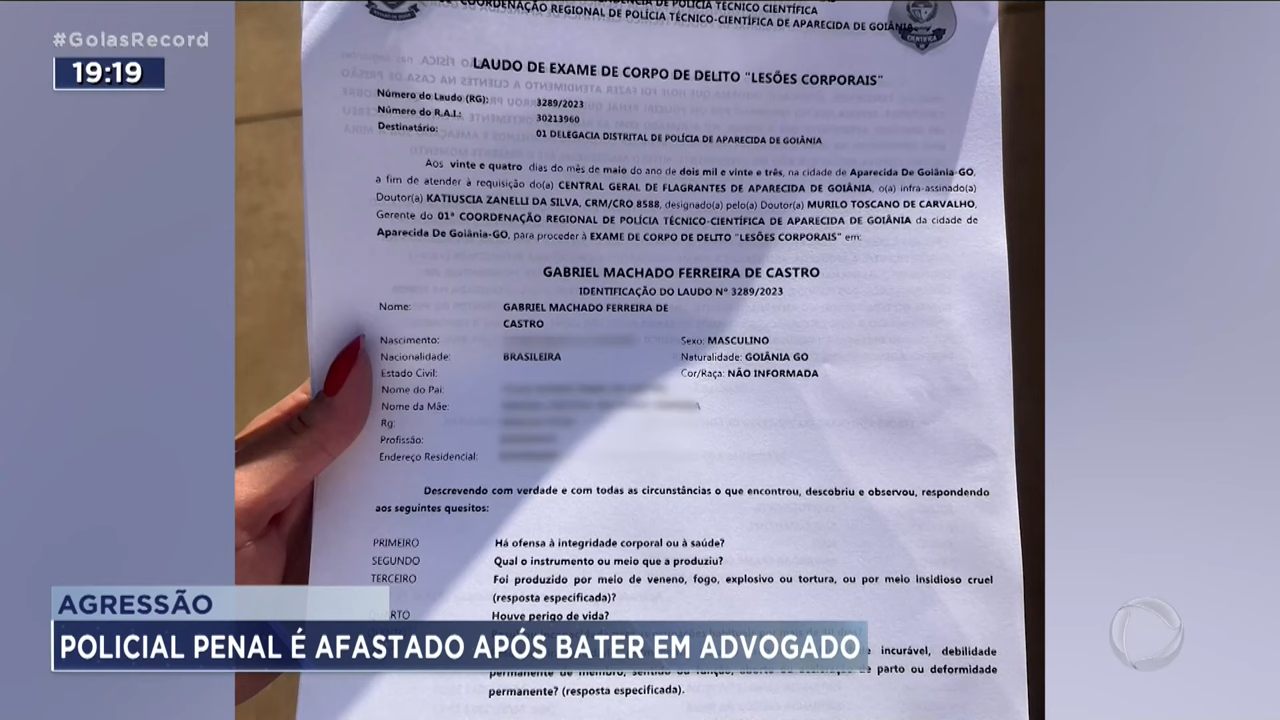 #GoiásRecord
19:19
COORDENAÇÃO REGIONAL DE POLÍCIA TÉCNICO-CIENTÍFICA DE APARECIDA DE GOIÂNIA
DE POLÍCIA TÉCNICO CIENTÍFICA
CIENTÍFICA
LAUDO DE EXAME DE CORPO DE DELITO "LESÕES CORPORAIS"
Número do Laudo (RG): 3289/2023
Número do R.A.I.: 30213960
Destinatário: 01 DELEGACIA DISTRITAL DE POLÍCIA DE APARECIDA DE GOIÂNIA
Aos vinte e quatro dias do mês de maio do ano de dois mil e vinte e três, na cidade de Aparecida De Goiânia-GO,
a fim de atender à requisição do(a) CENTRAL GERAL DE FLAGRANTES DE APARECIDA DE GOIÂNIA, o(a) infra-assinado(a)
Doutor(a) KATIUSCIA ZANELLI DA SILVA, CRM/CRO 8588, designado(a) pelo(a) Doutor(a) MURILO TOSCANO DE CARVALHO,
Gerente do 01ª COORDENAÇÃO REGIONAL DE POLÍCIA TÉCNICO-CIENTÍFICA DE APARECIDA DE GOIÂNIA da cidade de
Aparecida De Goiânia-GO, para proceder à EXAME DE CORPO DE DELITO "LESÕES CORPORAIS" em:
GABRIEL MACHADO FERREIRA DE CASTRO
IDENTIFICAÇÃO DO LAUDO Nº 3289/2023
Nome: GABRIEL MACHADO FERREIRA DE
CASTRO
Nascimento: Sexo: MASCULINO
Nacionalidade: BRASILEIRA Naturalidade: GOIÂNIA GO
Estado Civil: Cor/Raça: NÃO INFORMADA
Nome do Pai:
Nome da Mãe:
Rg:
Profissão:
Endereço Residencial:
Descrevendo com verdade e com todas as circunstâncias o que encontrou, descobriu e observou, respondendo
aos seguintes quesitos:
PRIMEIRO Há ofensa à integridade corporal ou à saúde?
SEGUNDO Qual o instrumento ou meio que a produziu?
TERCEIRO Foi produzido por meio de veneno, fogo, explosivo ou tortura, ou por meio insidioso cruel
(resposta especificada)?
Houve perigo de vida?
incurável, debilidade
parto ou deformidade
permanente? (resposta especificada).
AGRESSÃO
POLICIAL PENAL É AFASTADO APÓS BATER EM ADVOGADO